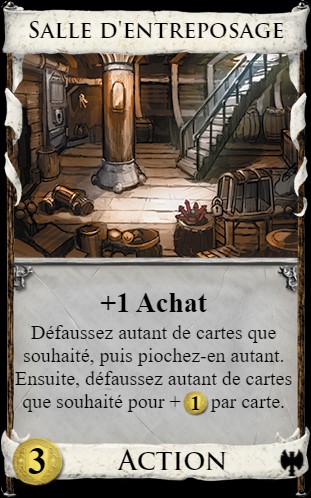 SALLE D'ENTREPOSAGE
+1 Achat
Défaussez autant de cartes que
souhaité, puis piochez-en autant.
Ensuite, défaussez autant de cartes
que souhaité pour + 1 par carte.
3 ACTION